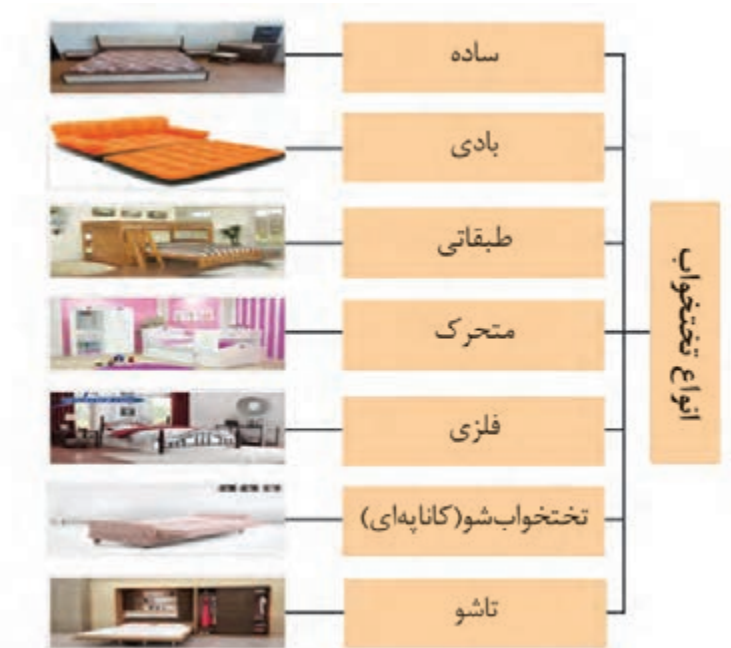 انواع تختخواب
ساده
بادی
طبقاتی
متحرک
فلزی
تختخواب‌شو(کاناپه‌ای)
تاشو